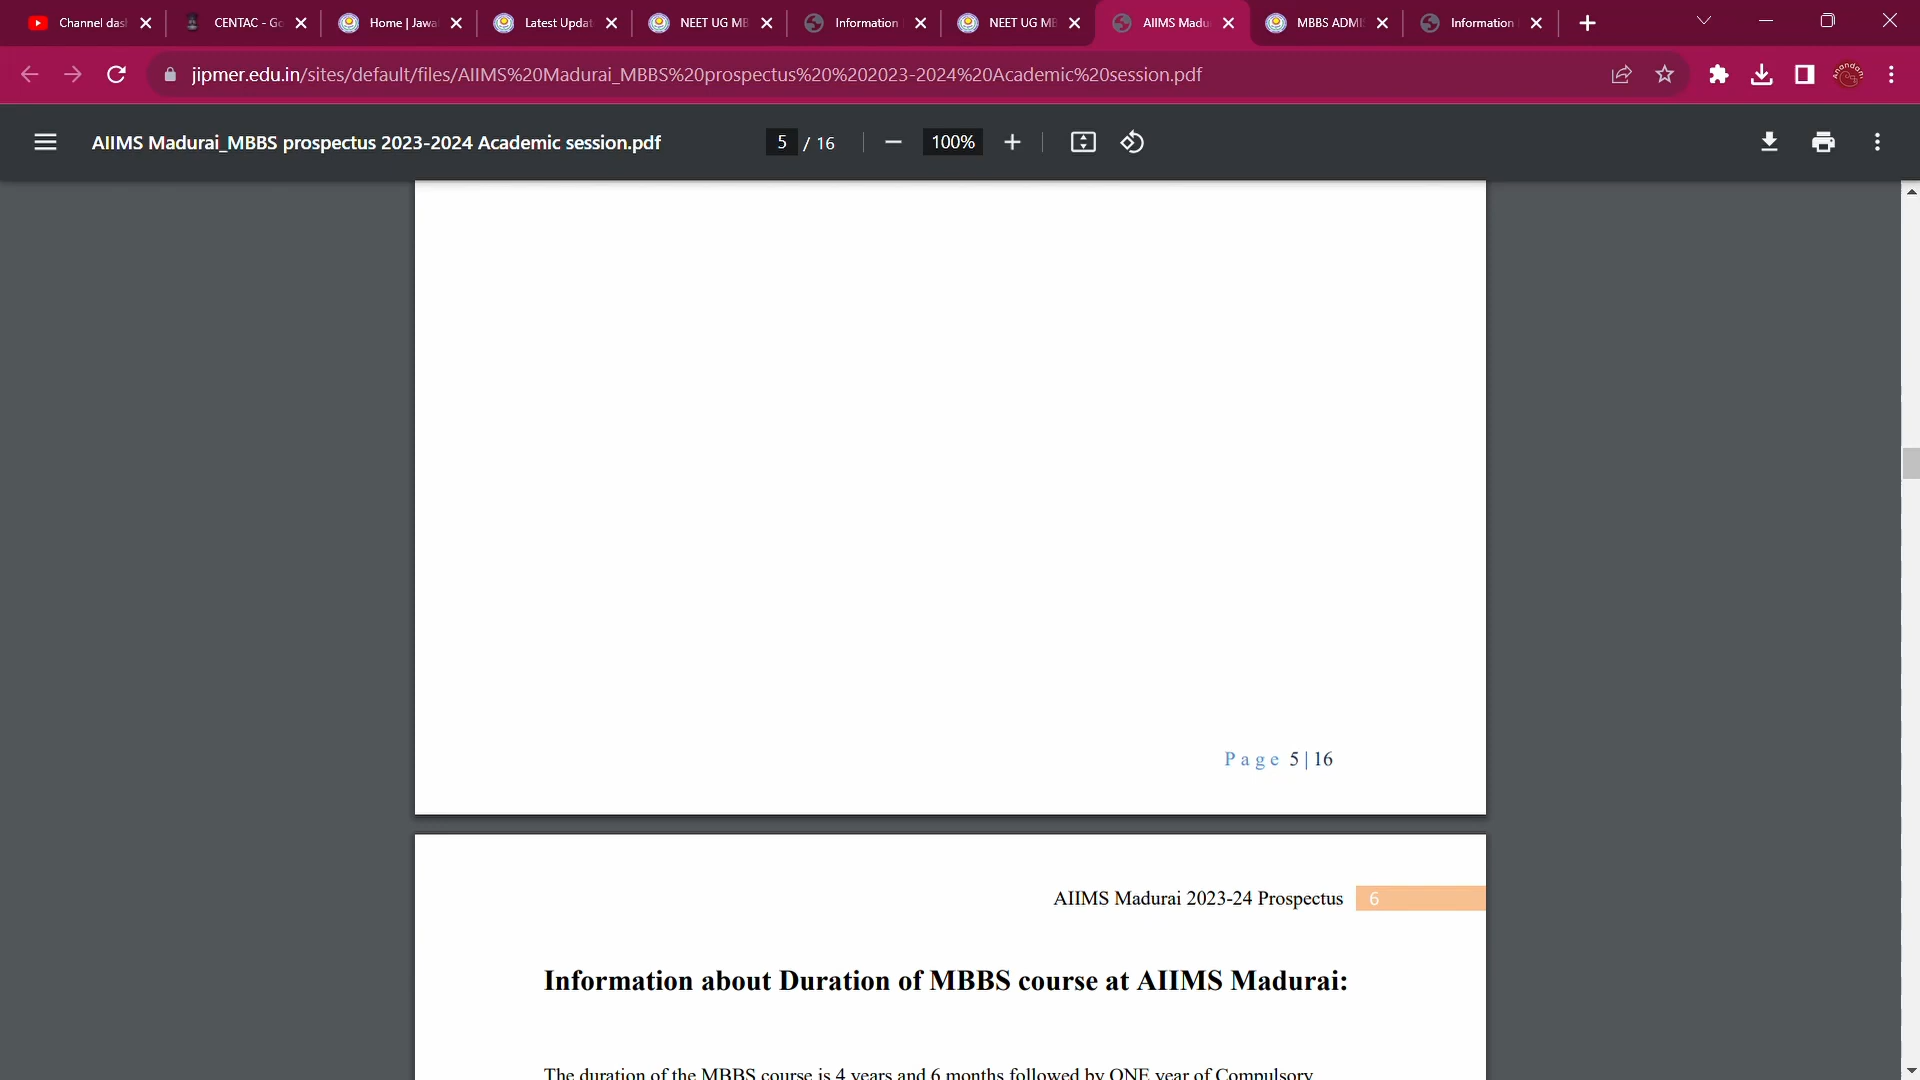 Channel das
CENTAC - Go
Home | Jawa
Latest Updat
NEET UG MB
Information
NEET UG MB
AIIMS Madu
MBBS ADMI
Information
jipmer.edu.in/sites/default/files/AIIMS%20Madurai_MBBS%20prospectus%20%202023-2024%20Academic%20session.pdf
AIIMS Madurai_MBBS prospectus 2023-2024 Academic session.pdf
5 / 16
100%
Page 5|16
AIIMS Madurai 2023-24 Prospectus 6
Information about Duration of MBBS course at AIIMS Madurai:
The duration of the MBBS course is 4 years and 6 months followed by ONE year of Compulsory